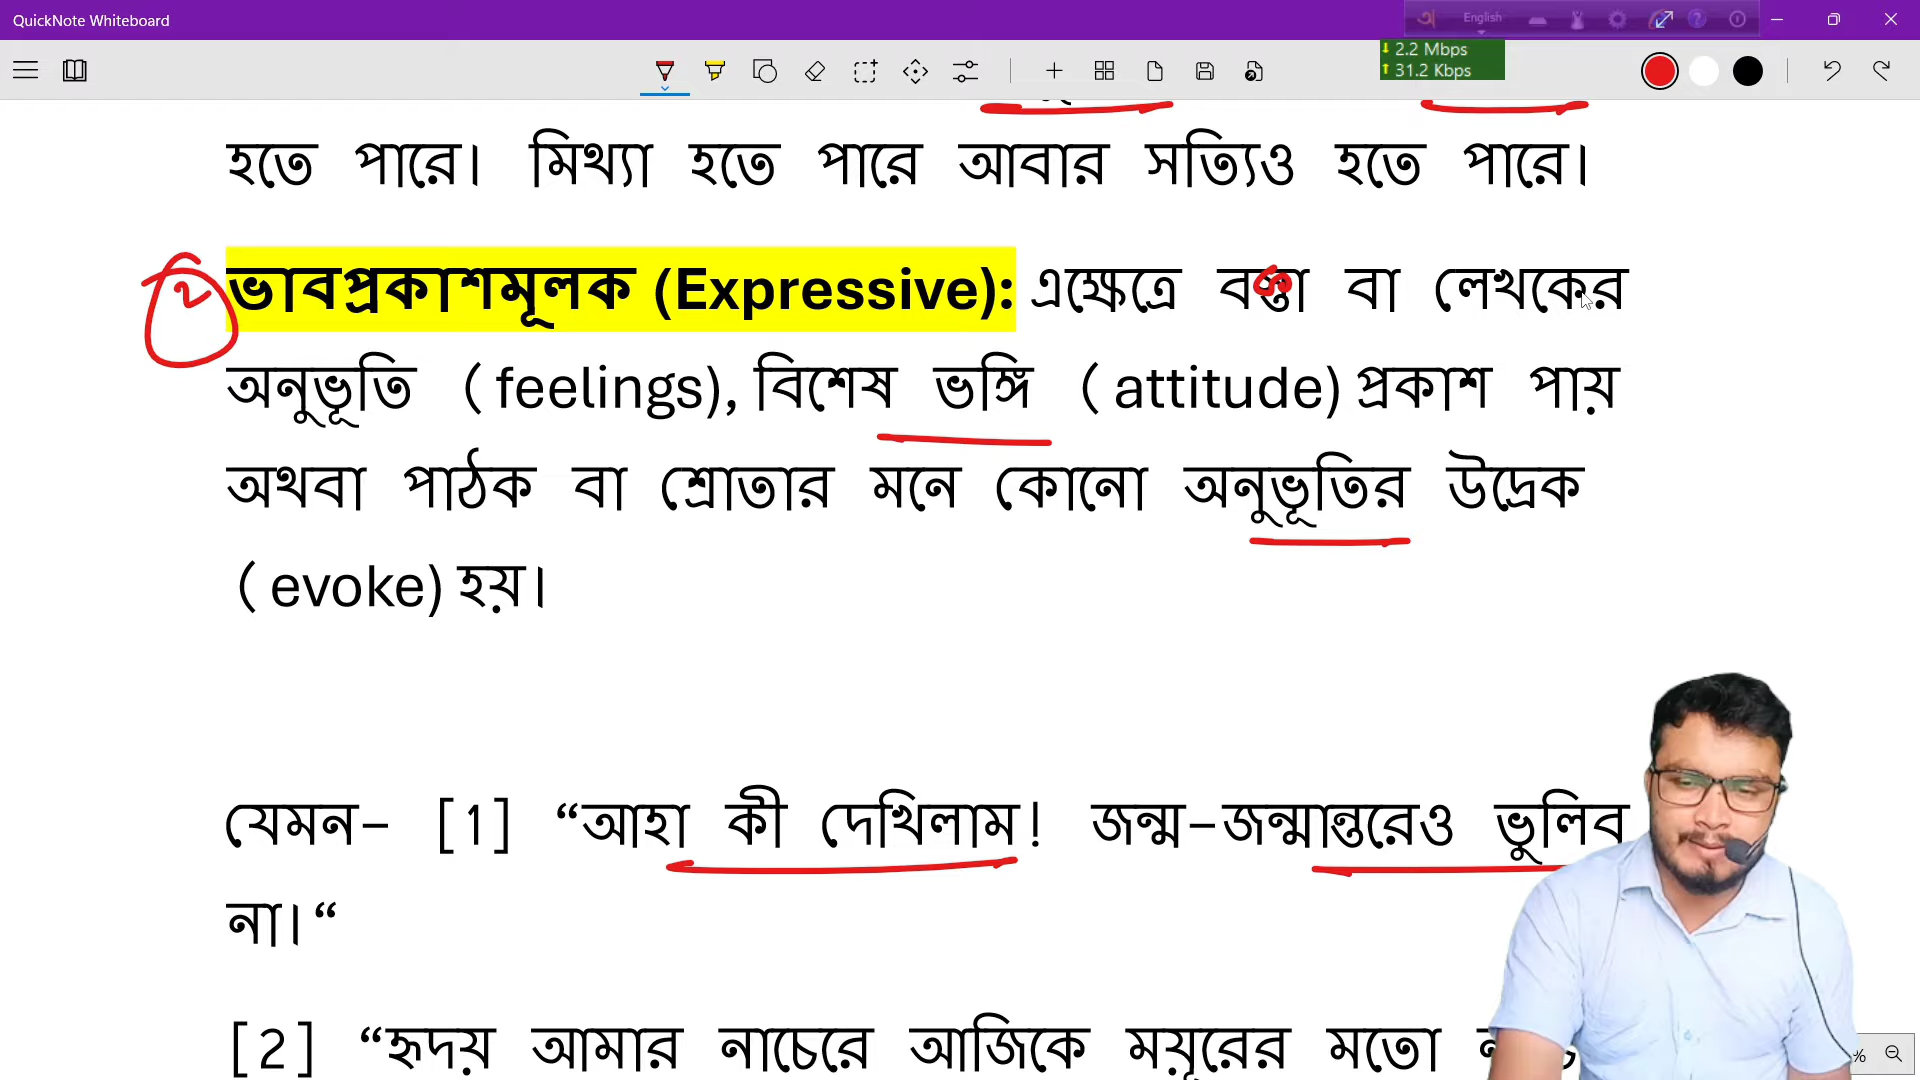 QuickNote Whiteboard
English
2.2 Mbps
31.2 Kbps
হতে পারে। মিথ্যা হতে পারে আবার সত্যিও হতে পারে।
২ ভাবপ্রকাশমূলক (Expressive): এক্ষেত্রে বক্তা বা লেখকের
অনুভূতি (feelings), বিশেষ ভঙ্গি (attitude) প্রকাশ পায়
অথবা পাঠক বা শ্রোতার মনে কোনো অনুভূতির উদ্রেক
(evoke) হয়।
যেমন- [1] “আহা কী দেখিলাম! জন্ম-জন্মান্তরেও ভুলিব
না।“
[2] “হৃদয় আমার নাচেরে আজিকে ময়ূরের মতো
%